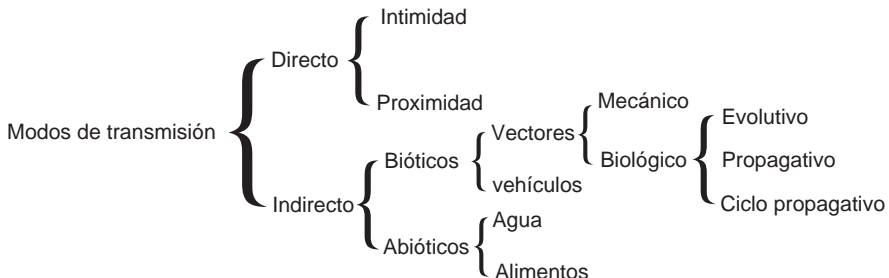 Modos de transmisión
Directo
Intimidad
Proximidad
Indirecto
Bióticos
Vectores
Mecánico
Biológico
Evolutivo
Propagativo
Ciclo propagativo
vehículos
Abióticos
Agua
Alimentos